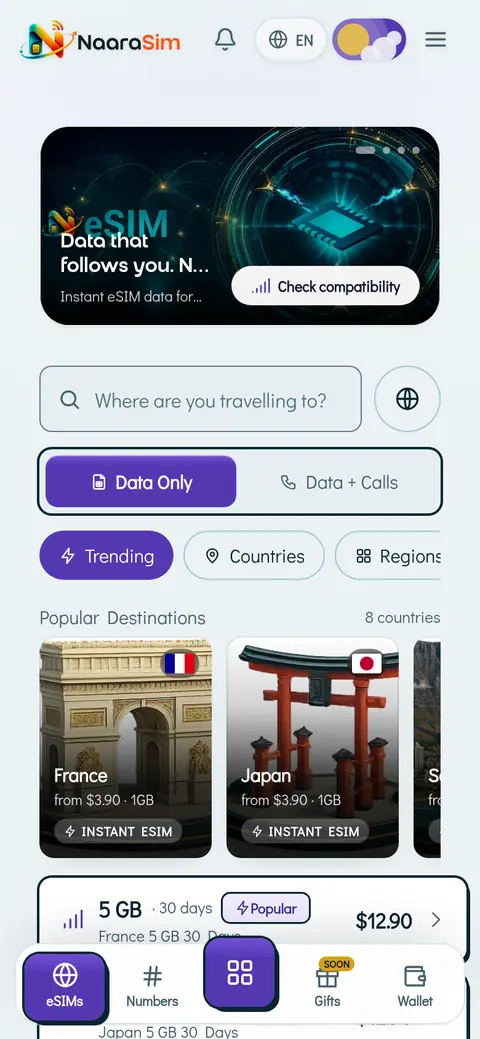 NaaraSim
EN
eSIM
Data that
follows you. N...
Instant eSIM data for...
Check compatibility
Where are you travelling to?
Data Only
Data + Calls
Trending
Countries
Regions
Popular Destinations
8 countries
France
from $3.90 · 1GB
INSTANT ESIM
Japan
from $3.90 · 1GB
INSTANT ESIM
5 GB · 30 days
Popular
$12.90
France 5 GB 30 Days
SOON
eSIMs
Numbers
Gifts
Wallet
Japan 5 GB 30 Days